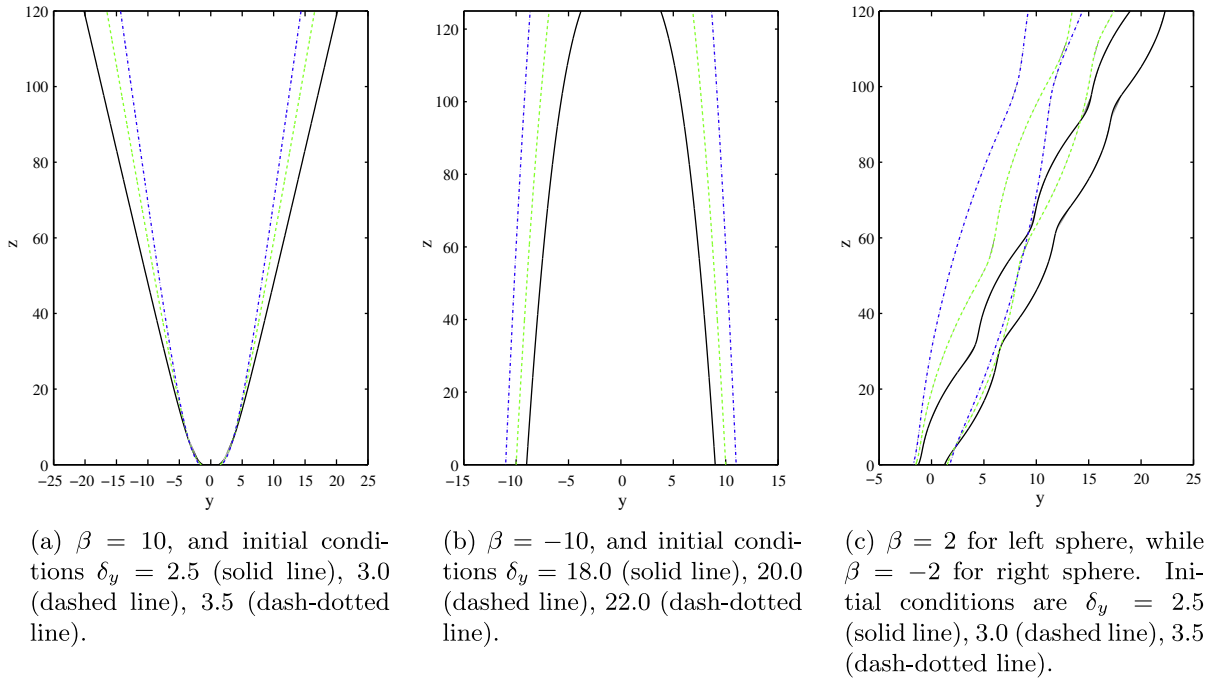 120
100
80
60
40
20
0
z
−25 −20 −15 −10 −5 0 5 10 15 20 25
y
120
100
80
60
40
20
0
z
−15 −10 −5 0 5 10 15
y
120
100
80
60
40
20
0
z
−5 0 5 10 15 20 25
y
(a) β = 10, and initial condi-
tions δy = 2.5 (solid line), 3.0
(dashed line), 3.5 (dash-dotted
line).
(b) β = −10, and initial condi-
tions δy = 18.0 (solid line), 20.0
(dashed line), 22.0 (dash-dotted
line).
(c) β = 2 for left sphere, while
β = −2 for right sphere. Ini-
tial conditions are δy = 2.5
(solid line), 3.0 (dashed line), 3.5
(dash-dotted line).